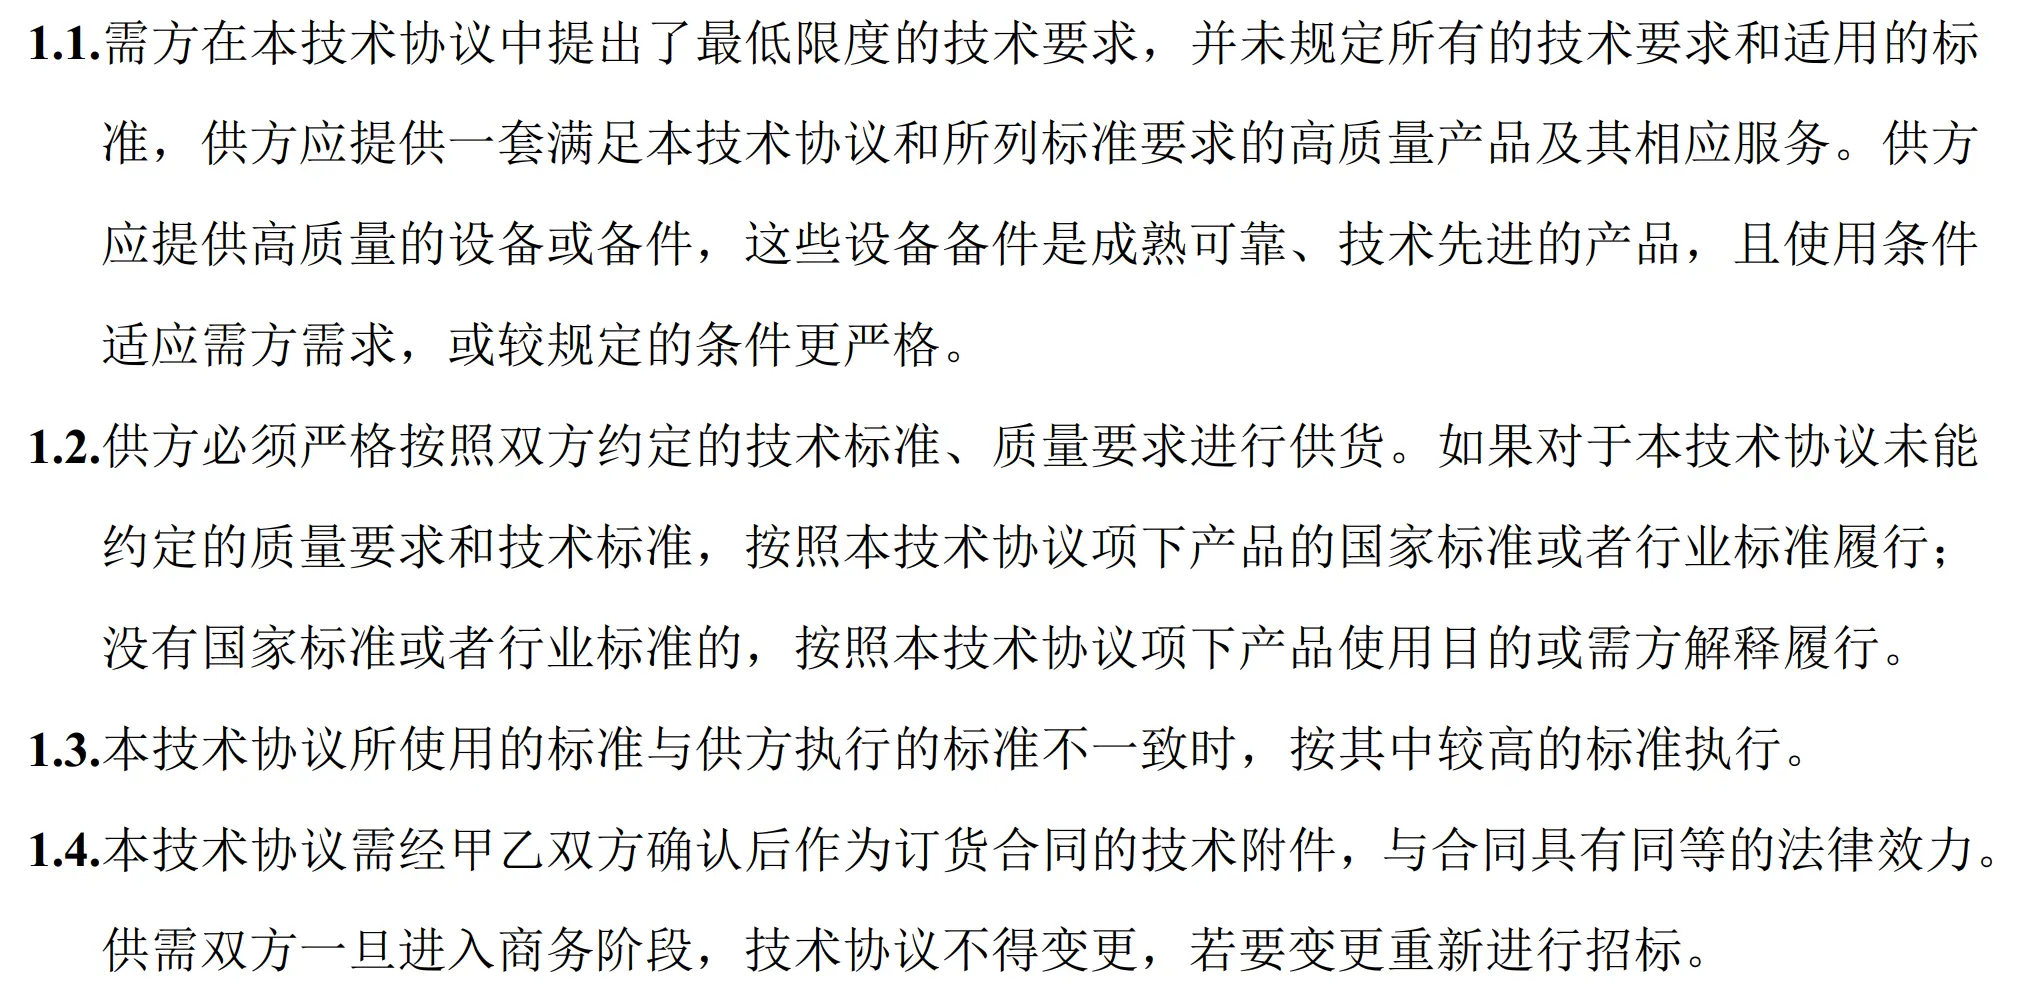 1.1.需方在本技术协议中提出了最低限度的技术要求，并未规定所有的技术要求和适用的标
准，供方应提供一套满足本技术协议和所列标准要求的高质量产品及其相应服务。供方
应提供高质量的设备或备件，这些设备备件是成熟可靠、技术先进的产品，且使用条件
适应需方需求，或较规定的条件更严格。
1.2.供方必须严格按照双方约定的技术标准、质量要求进行供货。如果对于本技术协议未能
约定的质量要求和技术标准，按照本技术协议项下产品的国家标准或者行业标准履行；
没有国家标准或者行业标准的，按照本技术协议项下产品使用目的或需方解释履行。
1.3.本技术协议所使用的标准与供方执行的标准不一致时，按其中较高的标准执行。
1.4.本技术协议需经甲乙双方确认后作为订货合同的技术附件，与合同具有同等的法律效力。
供需双方一旦进入商务阶段，技术协议不得变更，若要变更重新进行招标。